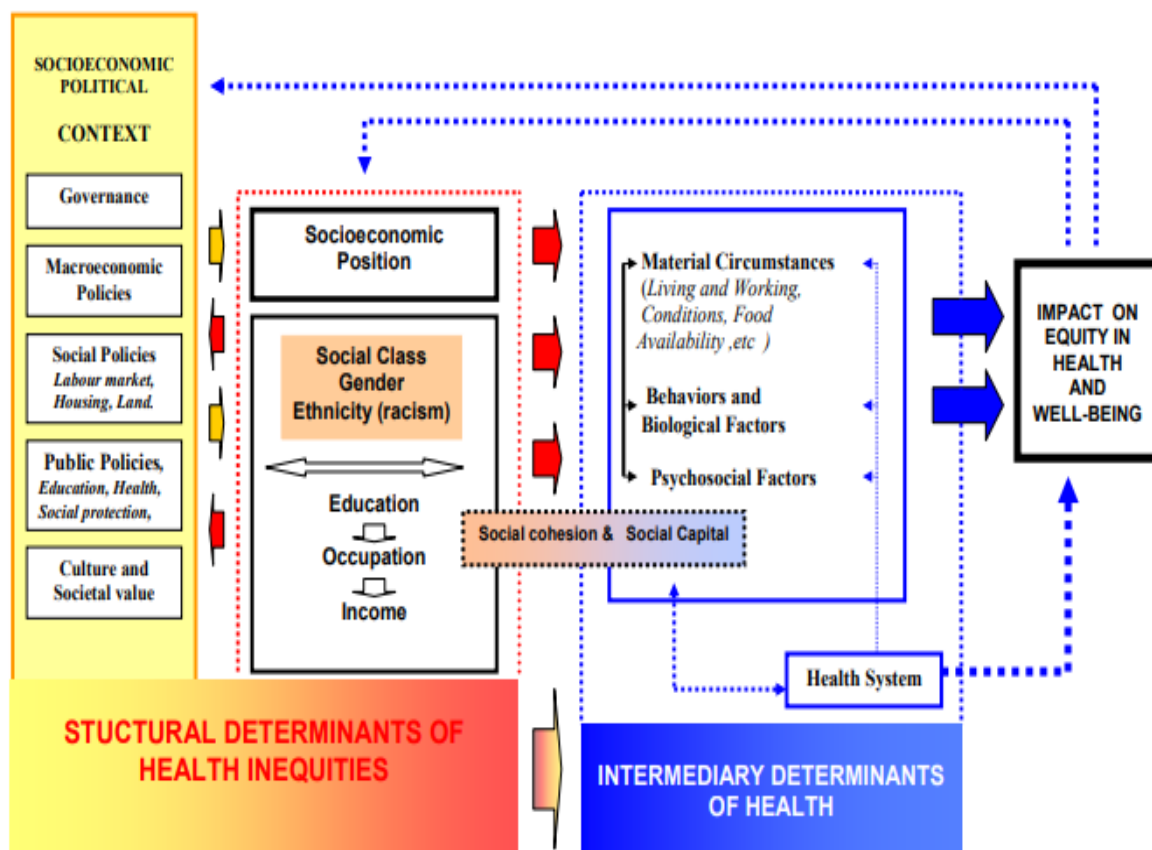 SOCIOECONOMIC
POLITICAL
CONTEXT
Governance
Macroeconomic
Policies
Social Policies
Labour market,
Housing, Land.
Public Policies,
Education, Health,
Social protection,
Culture and
Societal value
Socioeconomic
Position
Social Class
Gender
Ethnicity (racism)
Education
Occupation
Income
Social cohesion & Social Capital
Material Circumstances
(Living and Working,
Conditions, Food
Availability ,etc )
Behaviors and
Biological Factors
Psychosocial Factors
Health System
IMPACT ON
EQUITY IN
HEALTH
AND
WELL-BEING
STUCTURAL DETERMINANTS OF
HEALTH INEQUITIES
INTERMEDIARY DETERMINANTS
OF HEALTH